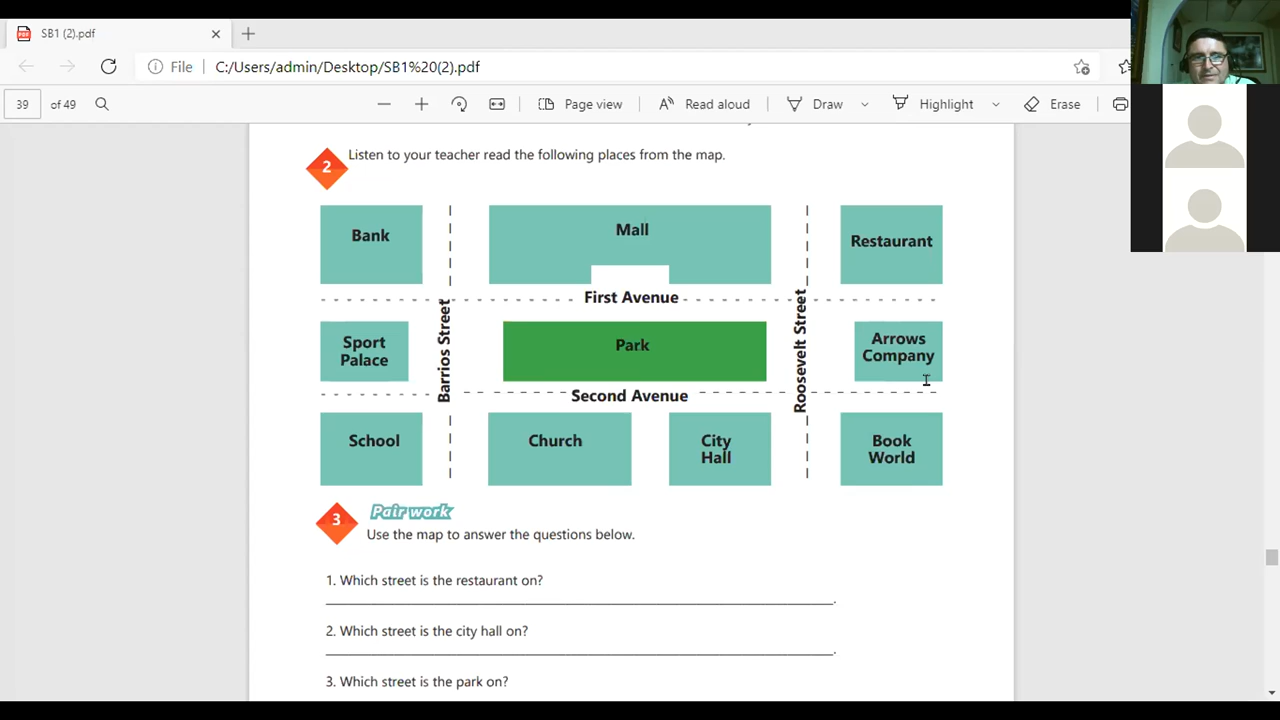 SB1 (2).pdf
File
C:/Users/admin/Desktop/SB1%20(2).pdf
39 of 49
Page view
Read aloud
Draw
Highlight
Erase
2
Listen to your teacher read the following places from the map.
Bank
Mall
Restaurant
First Avenue
Barrios Street
Roosevelt Street
Sport
Palace
Park
Arrows
Company
Second Avenue
School
Church
City
Hall
Book
World
3
Pair work
Use the map to answer the questions below.
1. Which street is the restaurant on?
2. Which street is the city hall on?
3. Which street is the park on?